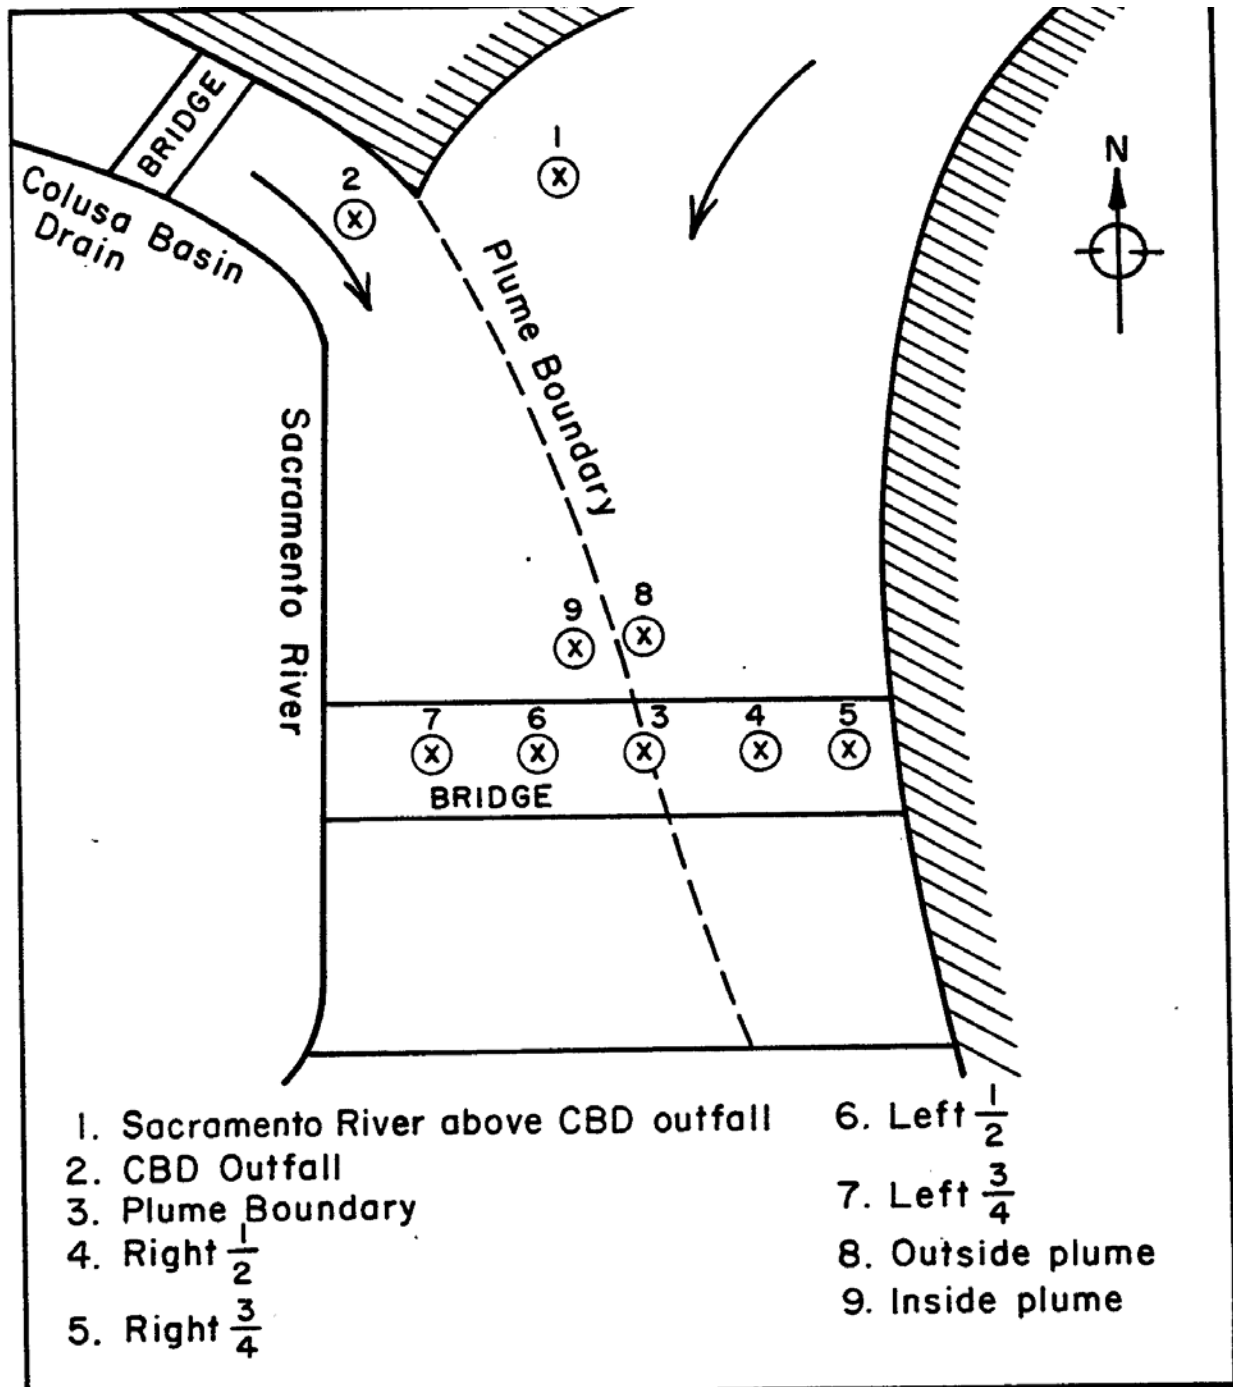 BRIDGE
Colusa Basin
Drain
1
2
N
Plume Boundary
Sacramento River
9
8
7
6
3
4
5
BRIDGE
1. Sacramento River above CBD outfall
2. CBD Outfall
3. Plume Boundary
4. Right 1/2
5. Right 3/4
6. Left 1/2
7. Left 3/4
8. Outside plume
9. Inside plume